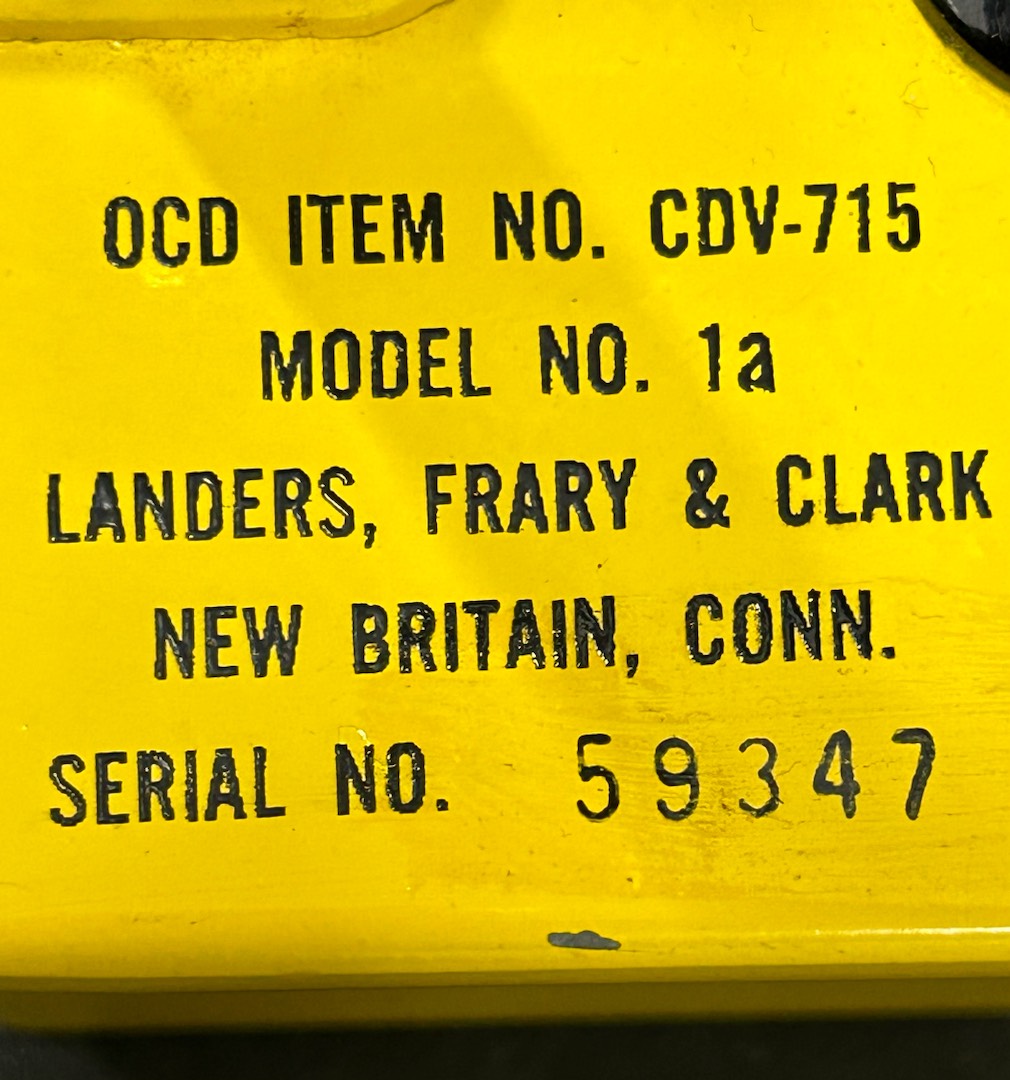 OCD ITEM NO. CDV-715
MODEL NO. 1a
LANDERS, FRARY & CLARK
NEW BRITAIN, CONN.
SERIAL NO. 59347